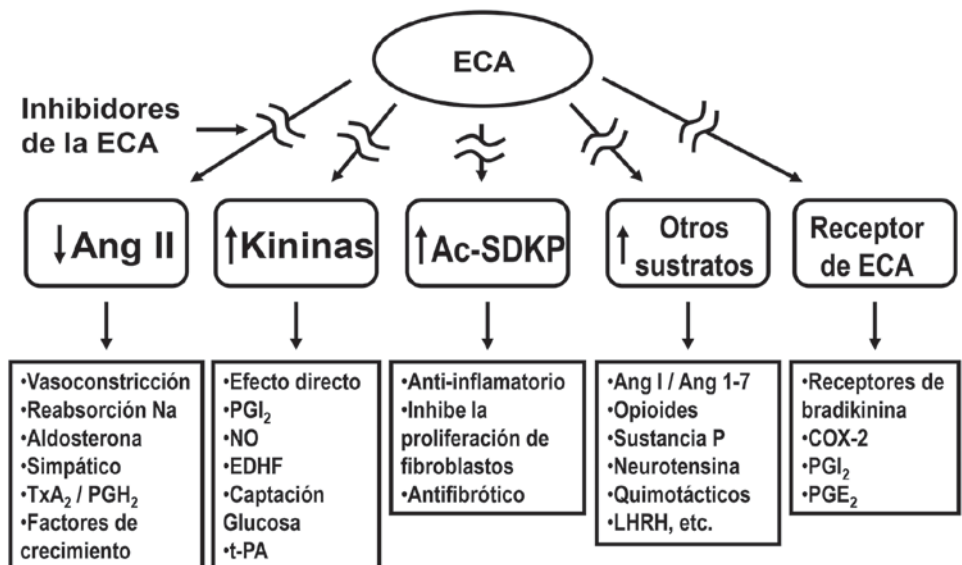 ECA
Inhibidores
de la ECA
↓Ang II
↑Kininas
↑Ac-SDKP
↑Otros
sustratos
Receptor
de ECA
•Vasoconstricción
•Reabsorción Na
•Aldosterona
•Simpático
•TxA₂ / PGH₂
•Factores de
crecimiento
•Efecto directo
•PGI₂
•NO
•EDHF
•Captación
Glucosa
•t-PA
•Anti-inflamatorio
•Inhibe la
proliferación de
fibroblastos
•Antifibrótico
•Ang I / Ang 1-7
•Opioides
•Sustancia P
•Neurotensina
•Quimotácticos
•LHRH, etc.
•Receptores de
bradikinina
•COX-2
•PGI₂
•PGE₂